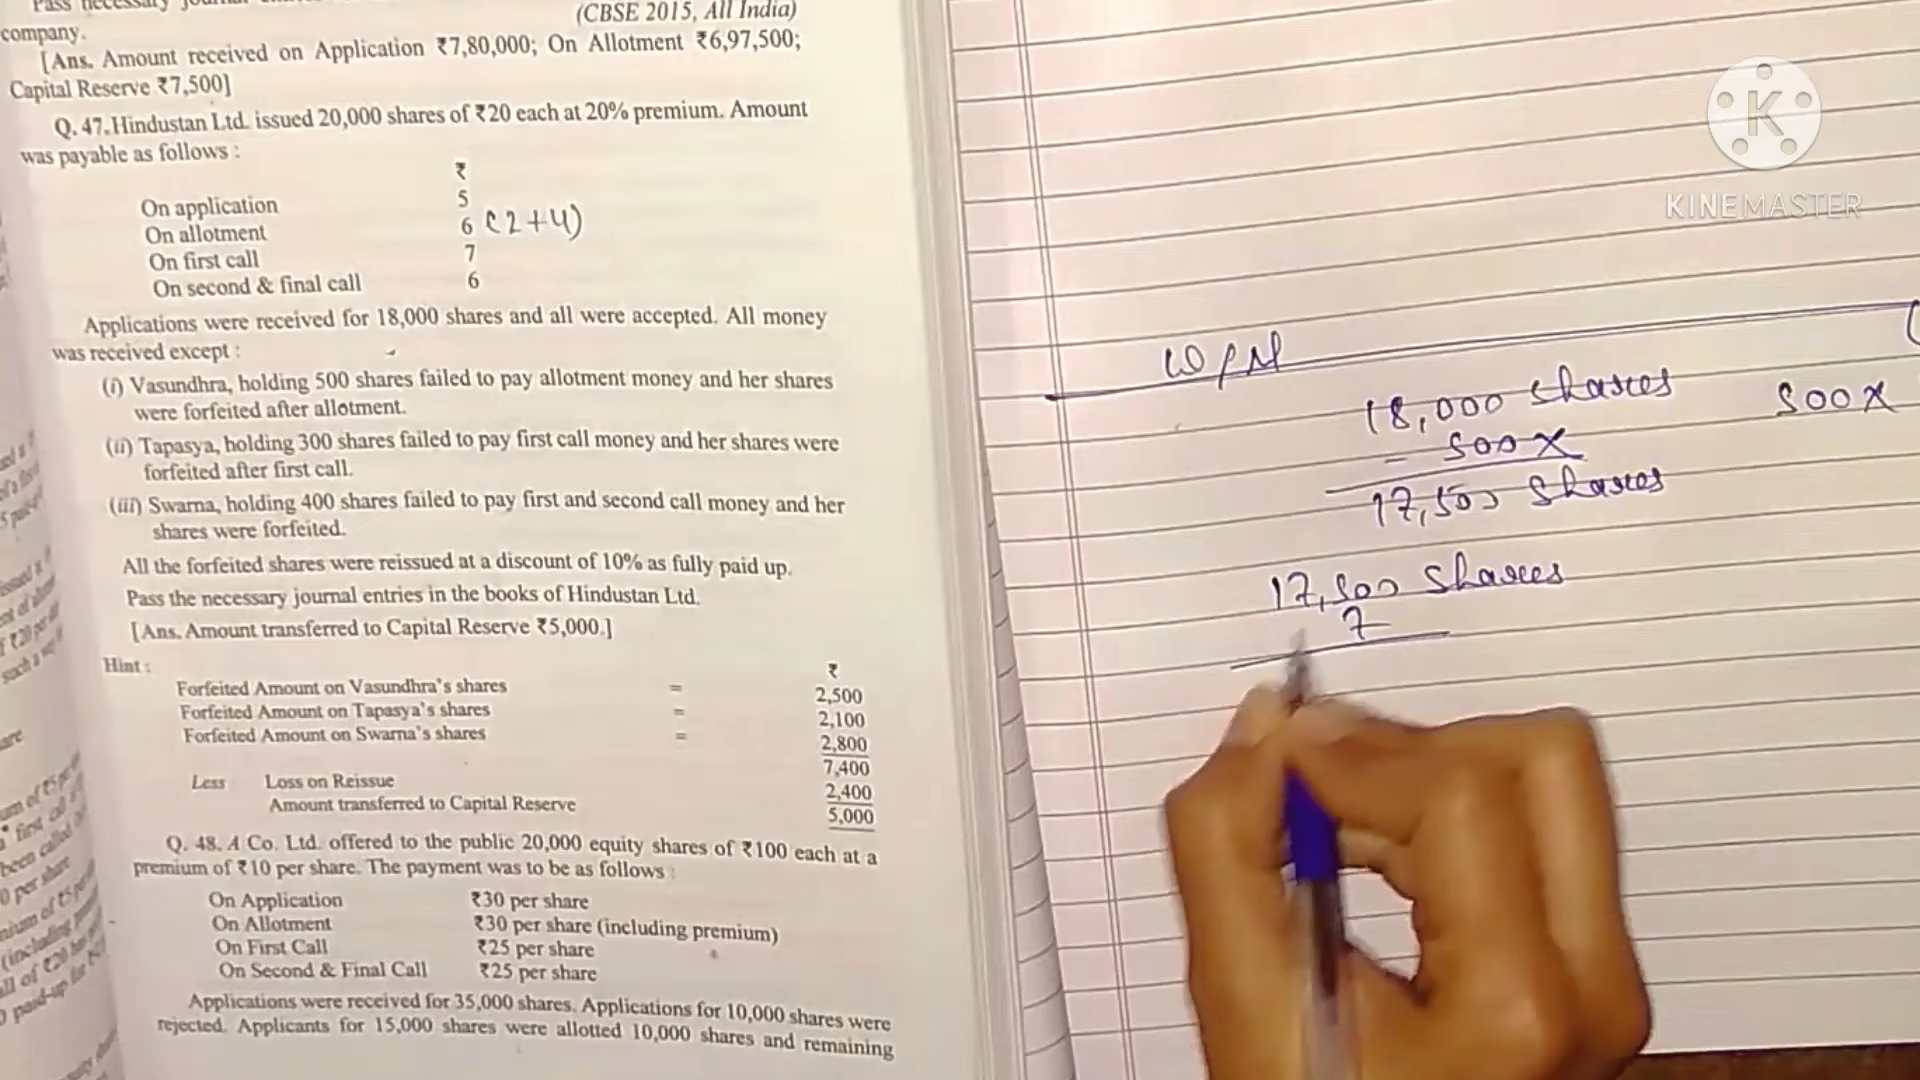 (CBSE 2015, All India)
company.
[Ans. Amount received on Application ₹7,80,000; On Allotment ₹6,97,500;
Capital Reserve ₹7,500]
Q. 47. Hindustan Ltd. issued 20,000 shares of ₹20 each at 20% premium. Amount
was payable as follows :
₹
On application 5
On allotment 6 (2+4)
On first call 7
On second & final call 6
Applications were received for 18,000 shares and all were accepted. All money
was received except :
(i) Vasundhra, holding 500 shares failed to pay allotment money and her shares
were forfeited after allotment.
(ii) Tapasya, holding 300 shares failed to pay first call money and her shares were
forfeited after first call.
(iii) Swarna, holding 400 shares failed to pay first and second call money and her
shares were forfeited.
All the forfeited shares were reissued at a discount of 10% as fully paid up.
Pass the necessary journal entries in the books of Hindustan Ltd.
[Ans. Amount transferred to Capital Reserve ₹5,000.]
Hint :
₹
Forfeited Amount on Vasundhra's shares = 2,500
Forfeited Amount on Tapasya's shares = 2,100
Forfeited Amount on Swarna's shares = 2,800
7,400
Less Loss on Reissue 2,400
Amount transferred to Capital Reserve 5,000
Q. 48. A Co. Ltd. offered to the public 20,000 equity shares of ₹100 each at a
premium of ₹10 per share. The payment was to be as follows :
On Application ₹30 per share
On Allotment ₹30 per share (including premium)
On First Call ₹25 per share
On Second & Final Call ₹25 per share
Applications were received for 35,000 shares. Applications for 10,000 shares were
rejected. Applicants for 15,000 shares were allotted 10,000 shares and remaining
KINEMASTER
W/N
18,000 shares 500 x
- 500 x
17,500 shares
17,500 shares
7